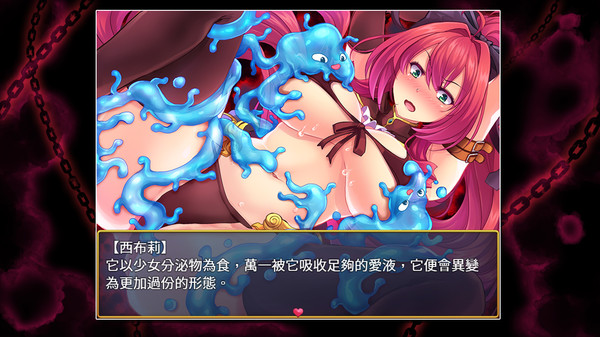 【西布莉】
它以少女分泌物為食，萬一被它吸收足夠的愛液，它便會異變
為更加過份的形態。